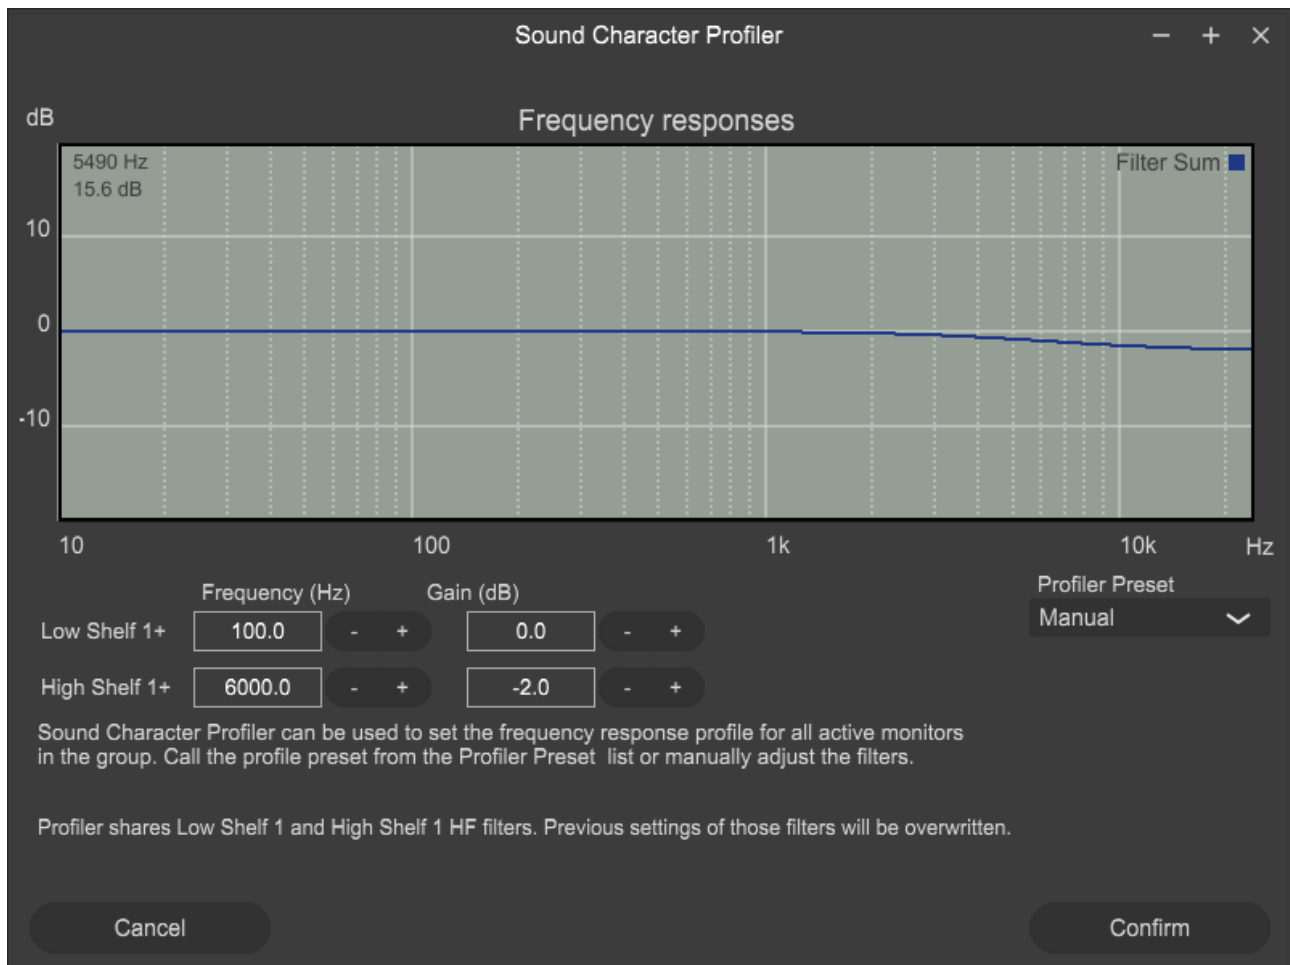 Sound Character Profiler
dB
Frequency responses
5490 Hz
15.6 dB
Filter Sum
10
0
-10
10 100 1k 10k Hz
Frequency (Hz) Gain (dB)
Profiler Preset
Manual
Low Shelf 1+ 100.0 - + 0.0 - +
High Shelf 1+ 6000.0 - + -2.0 - +
Sound Character Profiler can be used to set the frequency response profile for all active monitors
in the group. Call the profile preset from the Profiler Preset list or manually adjust the filters.
Profiler shares Low Shelf 1 and High Shelf 1 HF filters. Previous settings of those filters will be overwritten.
Cancel Confirm